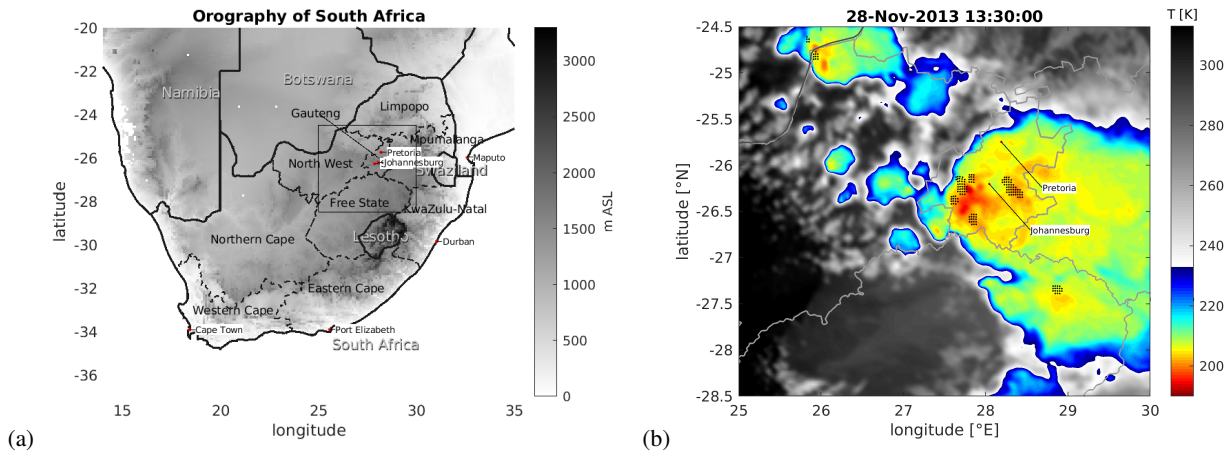 Orography of South Africa
-20
-22
-24
-26
-28
-30
-32
-34
-36
latitude
15
20
25
30
35
longitude
Namibia
Botswana
Limpopo
Gauteng
Mpumalanga
Pretoria
North West
Johannesburg
Maputo
Swaziland
Free State
KwaZulu-Natal
Northern Cape
Lesotho
Durban
Eastern Cape
Western Cape
Cape Town
Port Elizabeth
South Africa
3000
2500
2000
1500
1000
500
0
m ASL
(a)
28-Nov-2013 13:30:00
T [K]
-24.5
-25
-25.5
-26
-26.5
-27
-27.5
-28
-28.5
latitude [°N]
25
26
27
28
29
30
longitude [°E]
Pretoria
Johannesburg
300
280
260
240
220
200
(b)